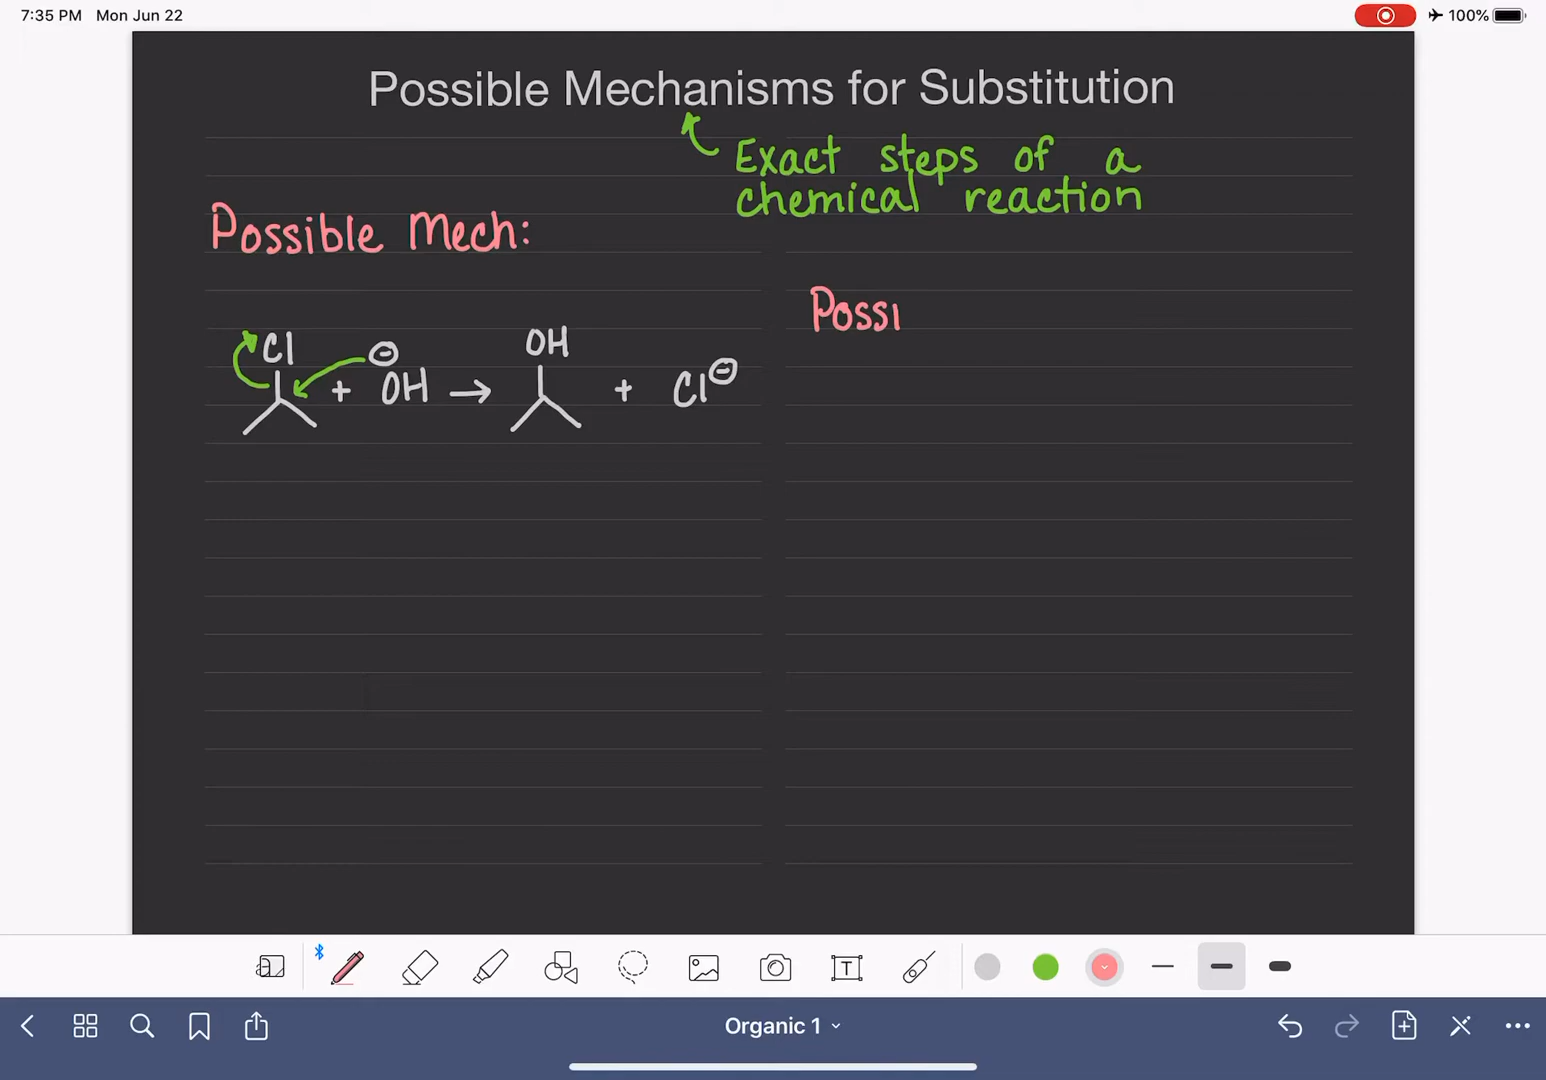 7:35 PM Mon Jun 22
100%
Possible Mechanisms for Substitution
Exact steps of a
chemical reaction
Possible Mech:
Possi
Cl ⊖ OH Cl⊖
+ OH → +
T
Organic 1